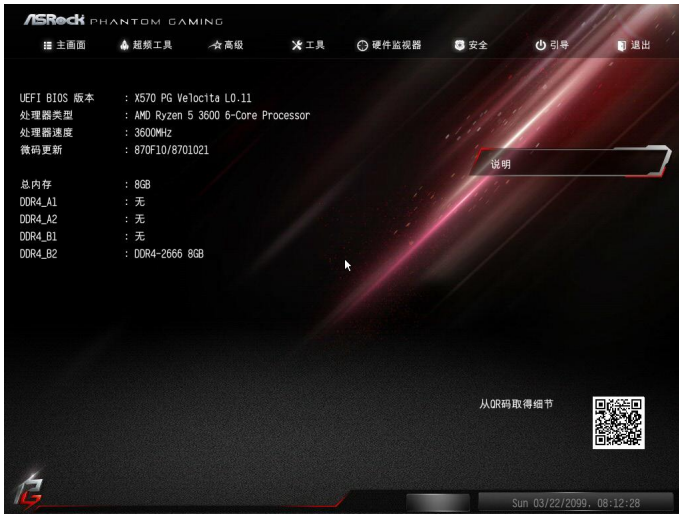 ASRock PHANTOM GAMING
主画面 超频工具 高级 工具 硬件监视器 安全 引导 退出
UEFI BIOS 版本 : X570 PG Velocita L0.11
处理器类型 : AMD Ryzen 5 3600 6-Core Processor
处理器速度 : 3600MHz
微码更新 : 870F10/8701021
说明
总内存 : 8GB
DDR4_A1 : 无
DDR4_A2 : 无
DDR4_B1 : 无
DDR4_B2 : DDR4-2666 8GB
从QR码取得细节
Sun 03/22/2099, 08:12:28